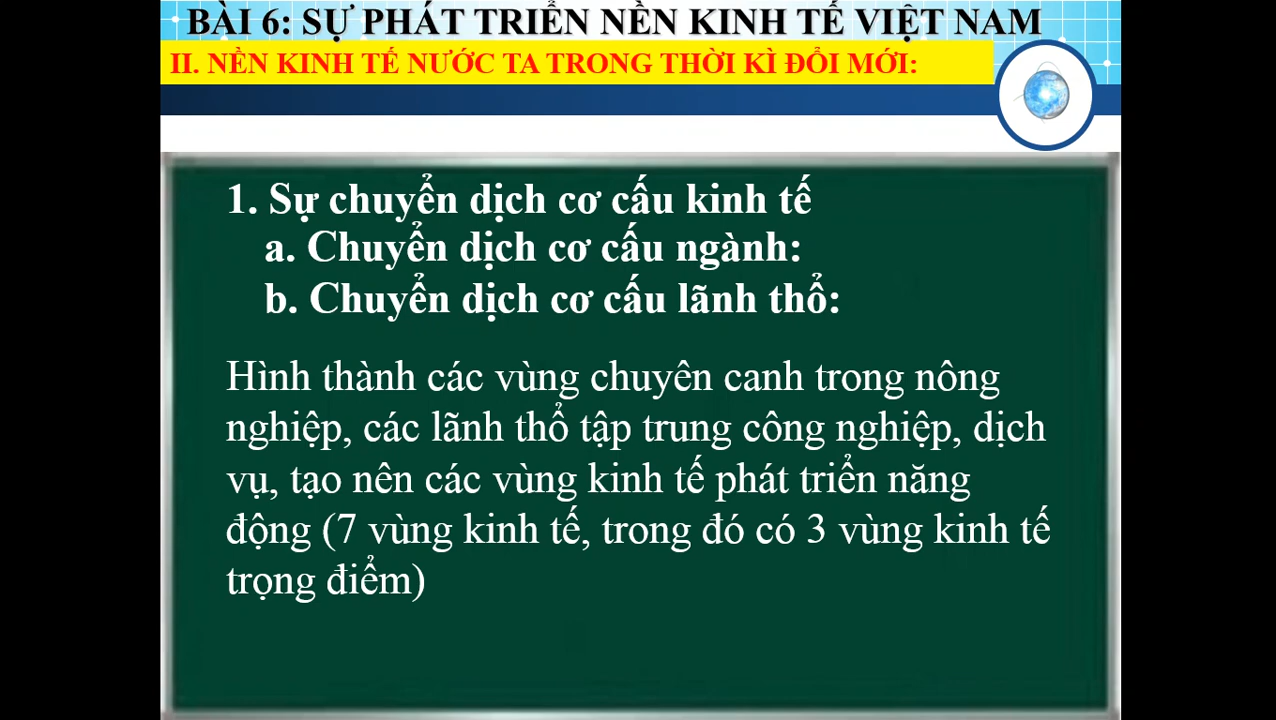 BÀI 6: SỰ PHÁT TRIỂN NỀN KINH TẾ VIỆT NAM
II. NỀN KINH TẾ NƯỚC TA TRONG THỜI KÌ ĐỔI MỚI:
1. Sự chuyển dịch cơ cấu kinh tế
a. Chuyển dịch cơ cấu ngành:
b. Chuyển dịch cơ cấu lãnh thổ:
Hình thành các vùng chuyên canh trong nông
nghiệp, các lãnh thổ tập trung công nghiệp, dịch
vụ, tạo nên các vùng kinh tế phát triển năng
động (7 vùng kinh tế, trong đó có 3 vùng kinh tế
trọng điểm)